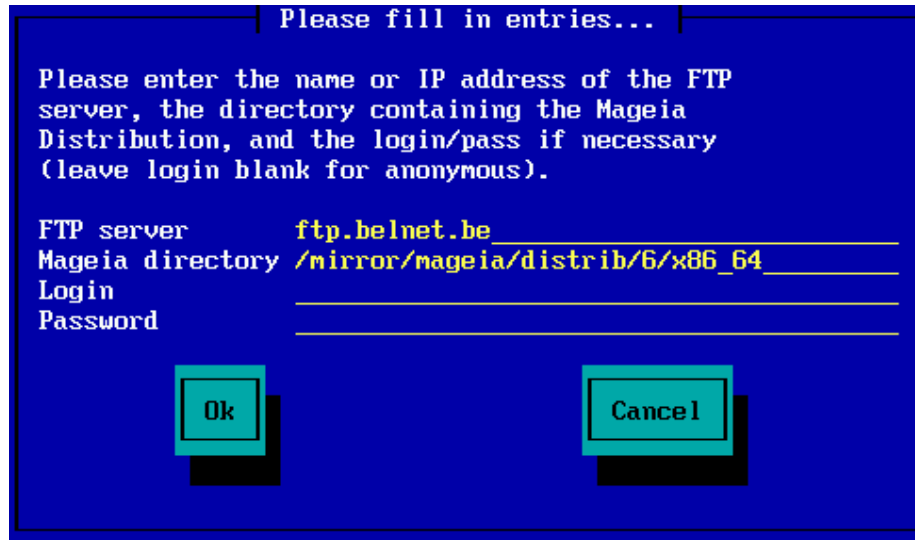 Please fill in entries...
Please enter the name or IP address of the FTP
server, the directory containing the Mageia
Distribution, and the login/pass if necessary
(leave login blank for anonymous).
FTP server ftp.belnet.be
Mageia directory /mirror/mageia/distrib/6/x86_64
Login
Password
Ok Cancel